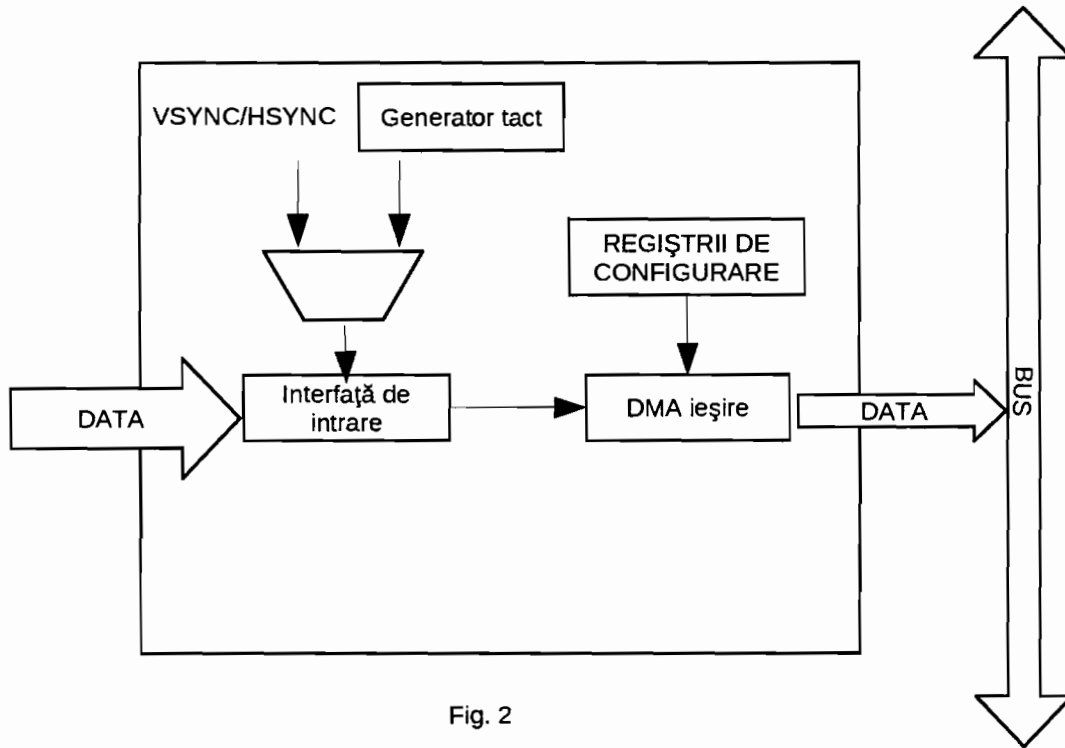 VSYNC/HSYNC
Generator tact
REGIŞTRII DE
CONFIGURARE
DATA
Interfaţă de
intrare
DMA ieşire
DATA
BUS
Fig. 2